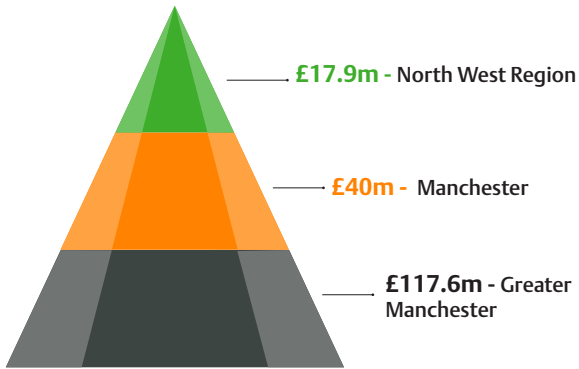 £17.9m - North West Region
£40m - Manchester
£117.6m - Greater
Manchester